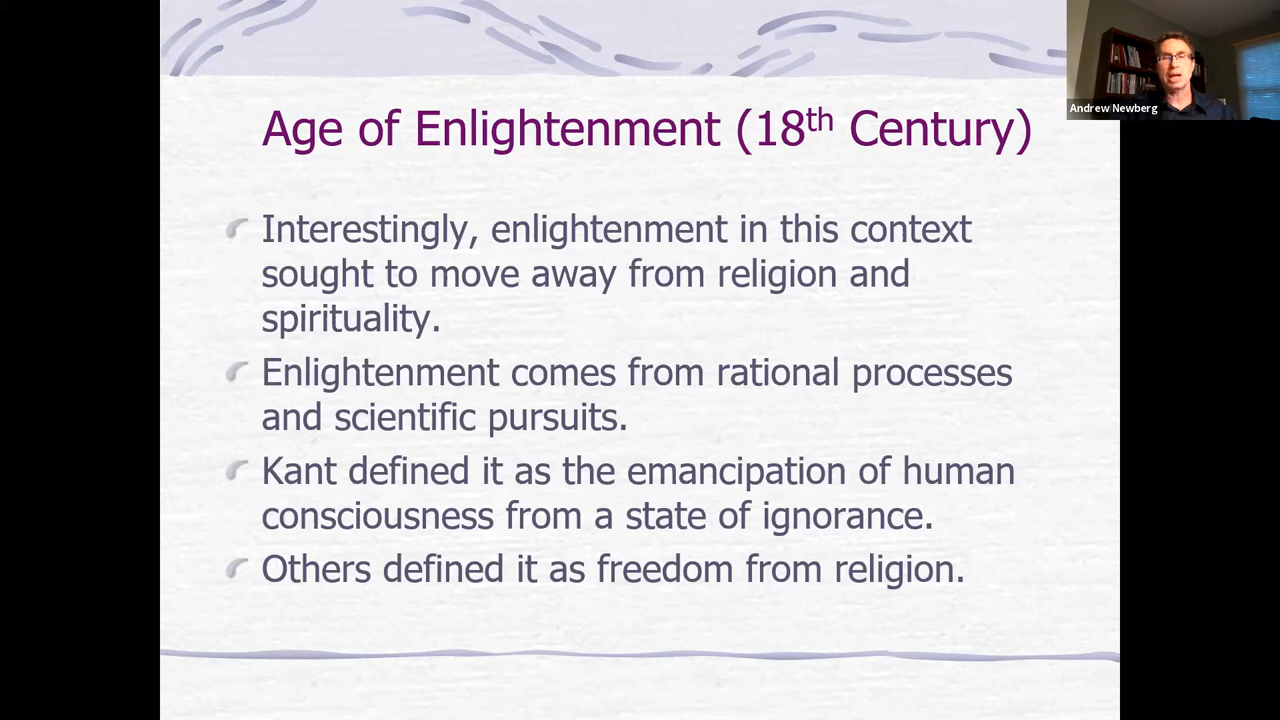 Andrew Newberg
Age of Enlightenment (18th Century)
Interestingly, enlightenment in this context
sought to move away from religion and
spirituality.
Enlightenment comes from rational processes
and scientific pursuits.
Kant defined it as the emancipation of human
consciousness from a state of ignorance.
Others defined it as freedom from religion.